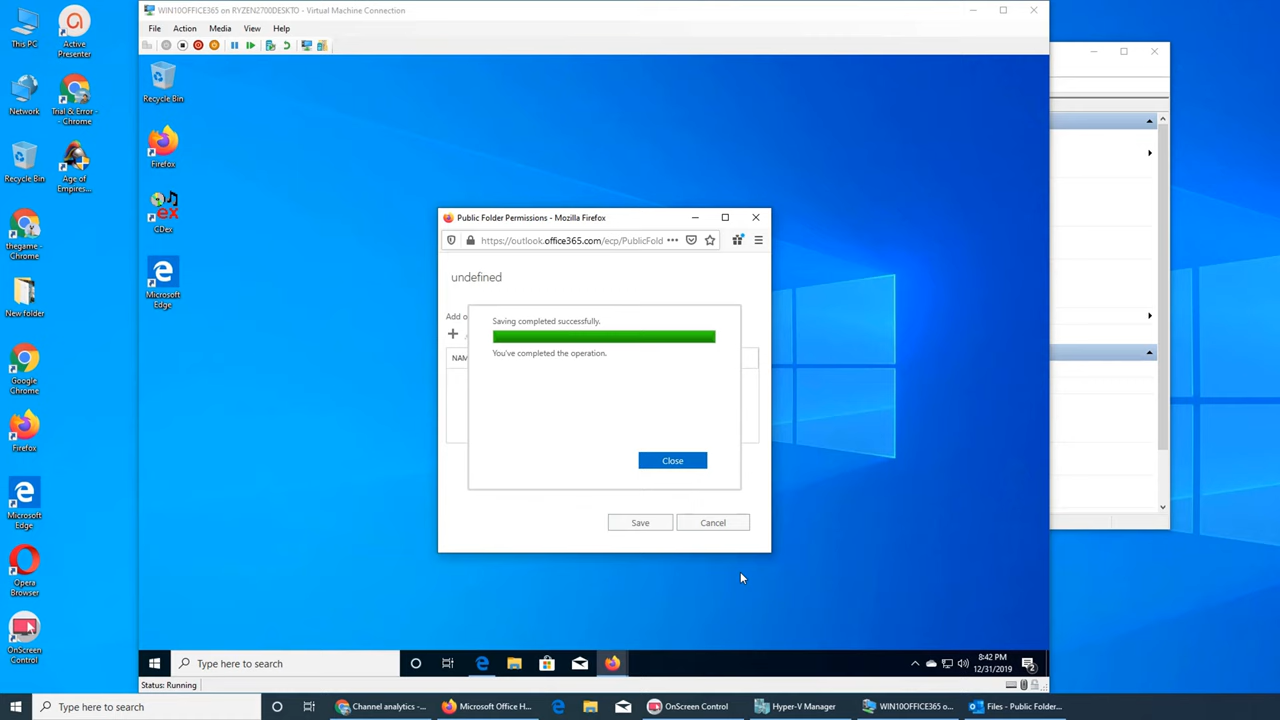 WIN10OFFICE365 on RYZEN2700DESKTO - Virtual Machine Connection
File Action Media View Help
This PC
Active
Presenter
Network
Trial & Error -
- Chrome
Recycle Bin
Age of
Empires...
thegame -
Chrome
New folder
Google
Chrome
Firefox
Microsoft
Edge
Opera
Browser
OnScreen
Control
Recycle Bin
Firefox
CDex
Microsoft
Edge
Public Folder Permissions - Mozilla Firefox
https://outlook.office365.com/ecp/PublicFold
undefined
Add o
NAM
Saving completed successfully.
You've completed the operation.
Close
Save Cancel
Type here to search
8:42 PM
12/31/2019
2
Status: Running
Type here to search
Channel analytics -...
Microsoft Office H...
OnScreen Control
Hyper-V Manager
WIN10OFFICE365 o...
Files - Public Folder...